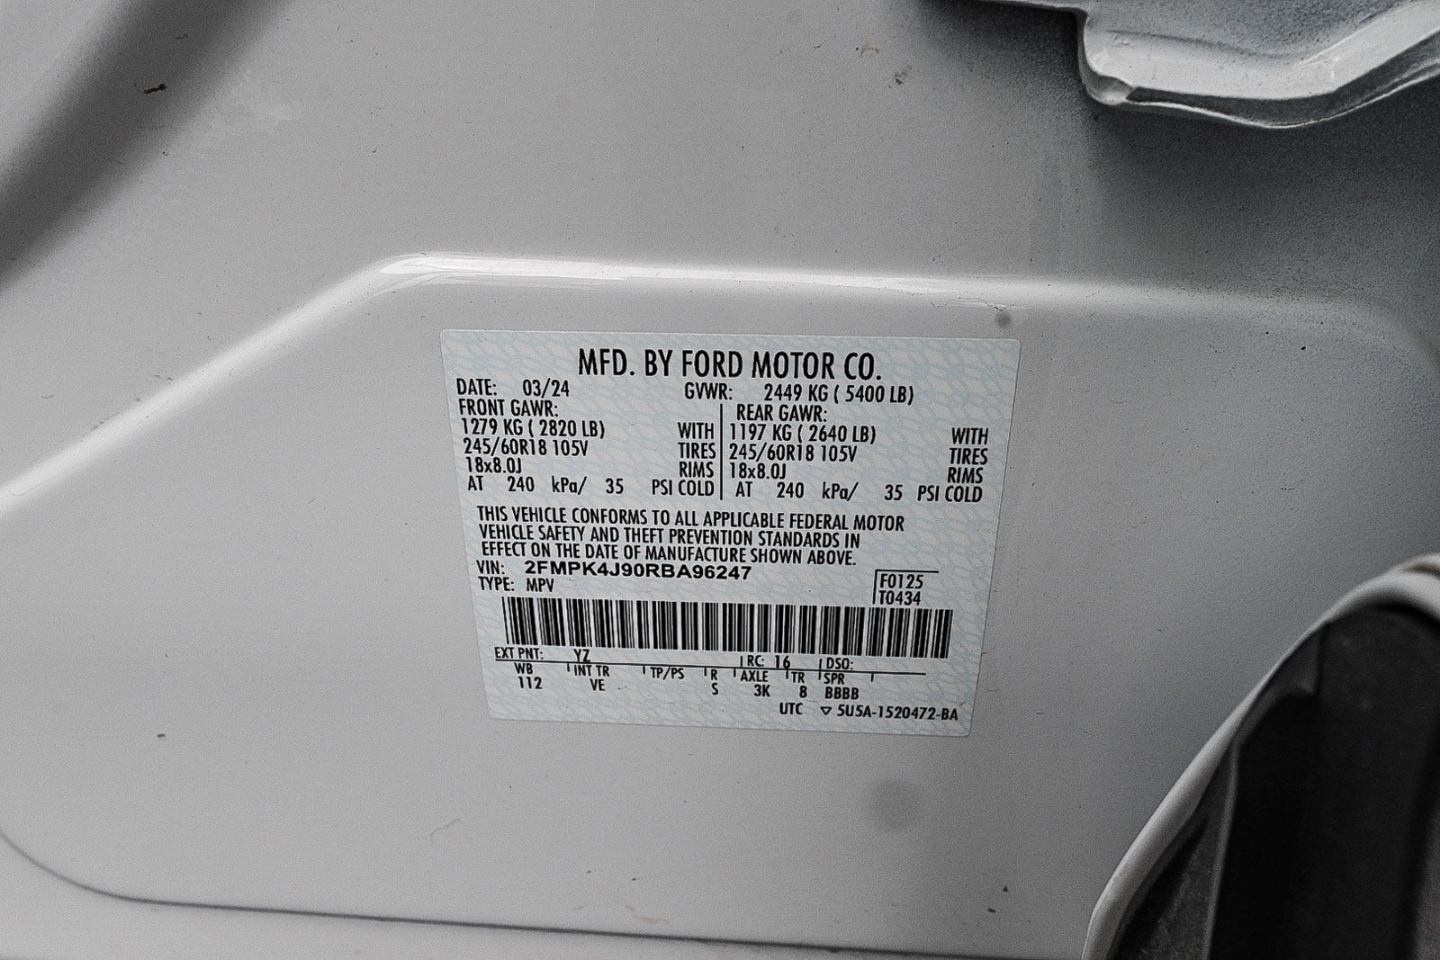 MFD. BY FORD MOTOR CO.
DATE: 03/24 GVWR: 2449 KG ( 5400 LB)
FRONT GAWR: REAR GAWR:
1279 KG ( 2820 LB) WITH 1197 KG ( 2640 LB) WITH
245/60R18 105V TIRES 245/60R18 105V TIRES
18x8.0J RIMS 18x8.0J RIMS
AT 240 kPa/ 35 PSI COLD AT 240 kPa/ 35 PSI COLD
THIS VEHICLE CONFORMS TO ALL APPLICABLE FEDERAL MOTOR
VEHICLE SAFETY AND THEFT PREVENTION STANDARDS IN
EFFECT ON THE DATE OF MANUFACTURE SHOWN ABOVE.
VIN: 2FMPK4J90RBA96247 F0125
TYPE: MPV T0434
EXT PNT: YZ RC: 16 DSO:
WB INT TR TP/PS R AXLE TR SPR
112 VE S 3K 8 BBBB
UTC ▽ 5U5A-1520472-BA